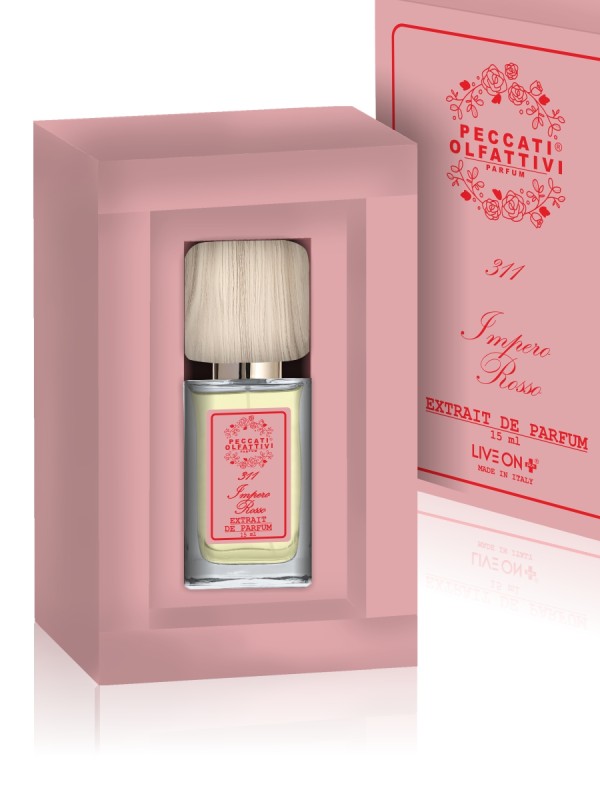 PECCATI®
OLFATTIVI
PARFUM
311
Impero
Rosso
EXTRAIT DE PARFUM
15 ml
LIVE ON
MADE IN ITALY
PECCATI®
OLFATTIVI
PARFUM
311
Impero
Rosso
EXTRAIT
DE PARFUM
15 ml